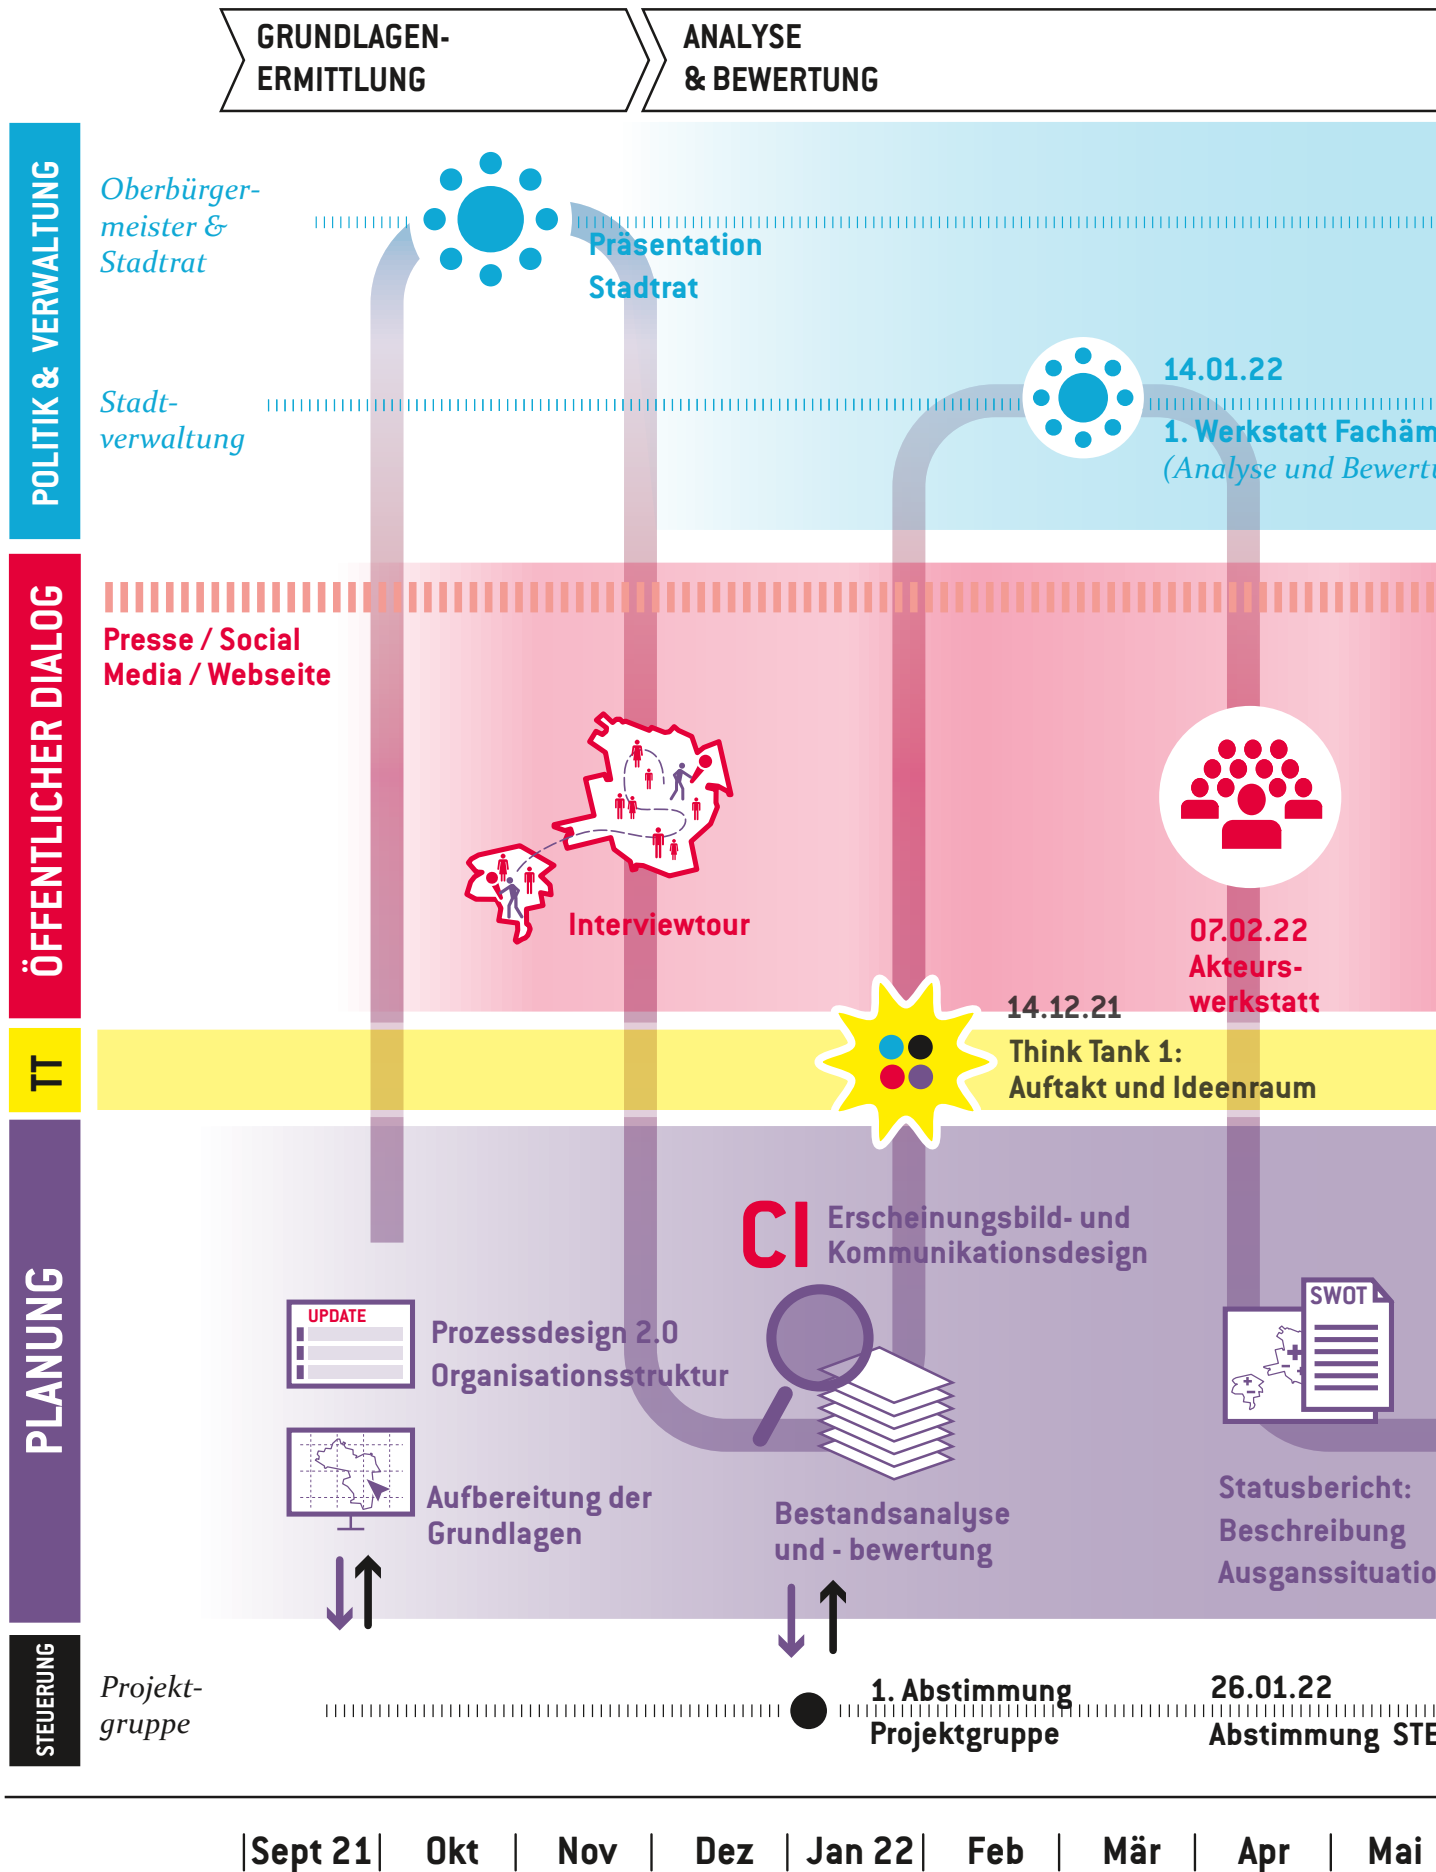 GRUNDLAGEN-
ERMITTLUNG
ANALYSE
& BEWERTUNG
POLITIK & VERWALTUNG
Oberbürger-
meister &
Stadtrat
Präsentation
Stadtrat
Stadt-
verwaltung
14.01.22
1. Werkstatt Fachäm
(Analyse und Bewertu
ÖFFENTLICHER DIALOG
Presse / Social
Media / Webseite
Interviewtour
07.02.22
Akteurs-
werkstatt
TT
14.12.21
Think Tank 1:
Auftakt und Ideenraum
PLANUNG
CI
Erscheinungsbild- und
Kommunikationsdesign
UPDATE
Prozessdesign 2.0
Organisationsstruktur
SWOT
Aufbereitung der
Grundlagen
Bestandsanalyse
und - bewertung
Statusbericht:
Beschreibung
Ausganssituatio
STEUERUNG
Projekt-
gruppe
1. Abstimmung
Projektgruppe
26.01.22
Abstimmung STE
|Sept 21| Okt | Nov | Dez | Jan 22| Feb | Mär | Apr | Mai